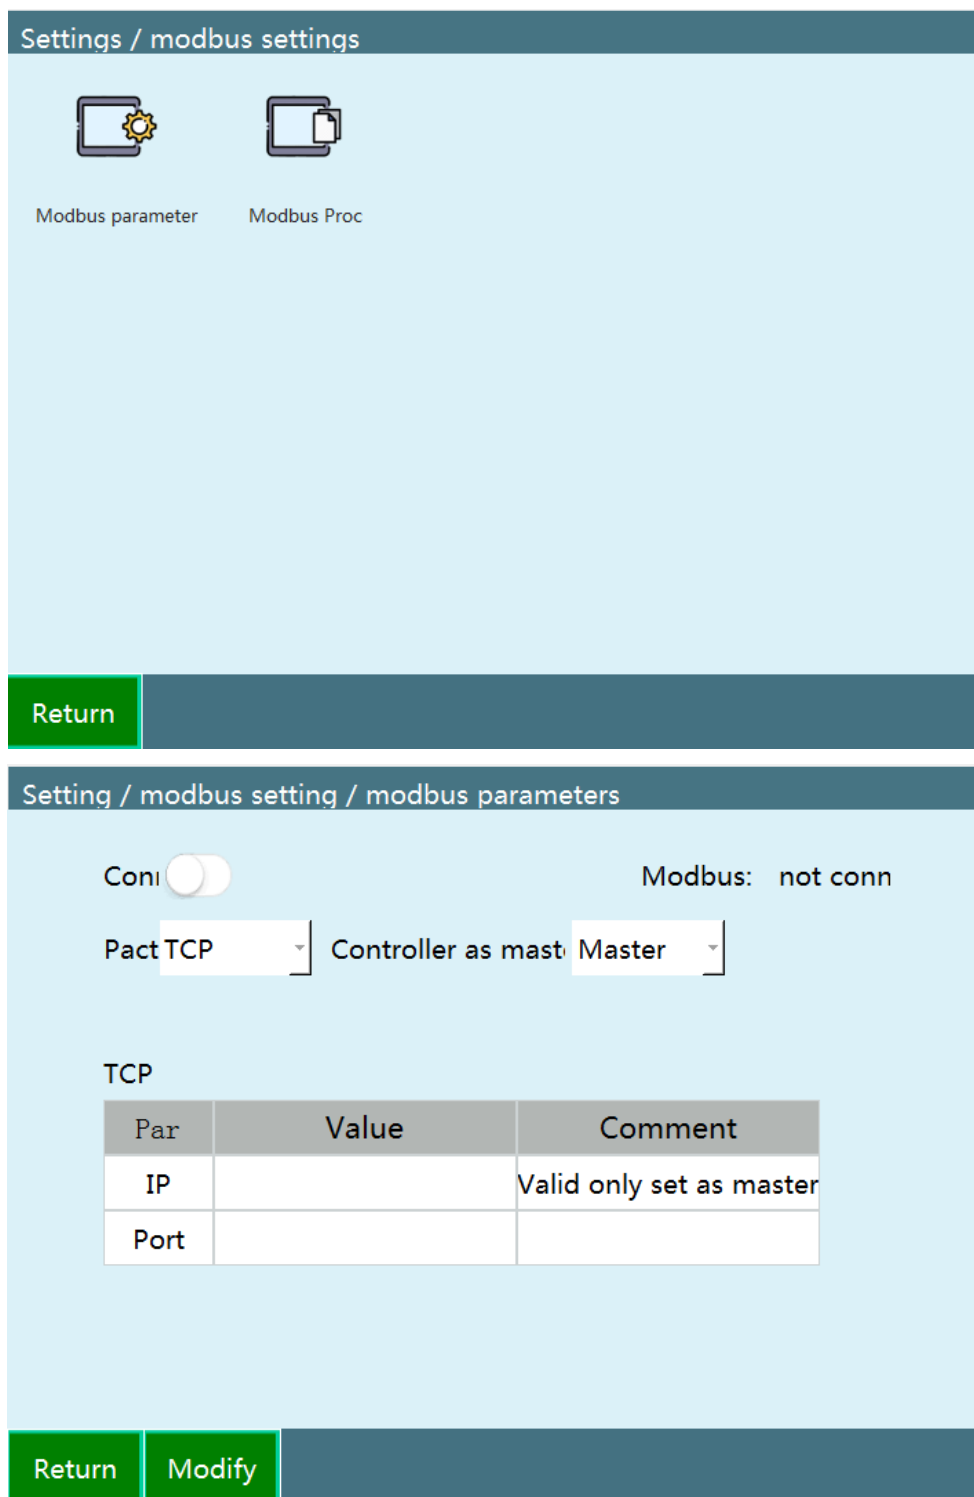 Settings / modbus settings
Modbus parameter
Modbus Proc
Return
Setting / modbus setting / modbus parameters
Modbus: not conn
Pact TCP Controller as mast Master
TCP
Par Value Comment
IP Valid only set as master
Port
Return Modify